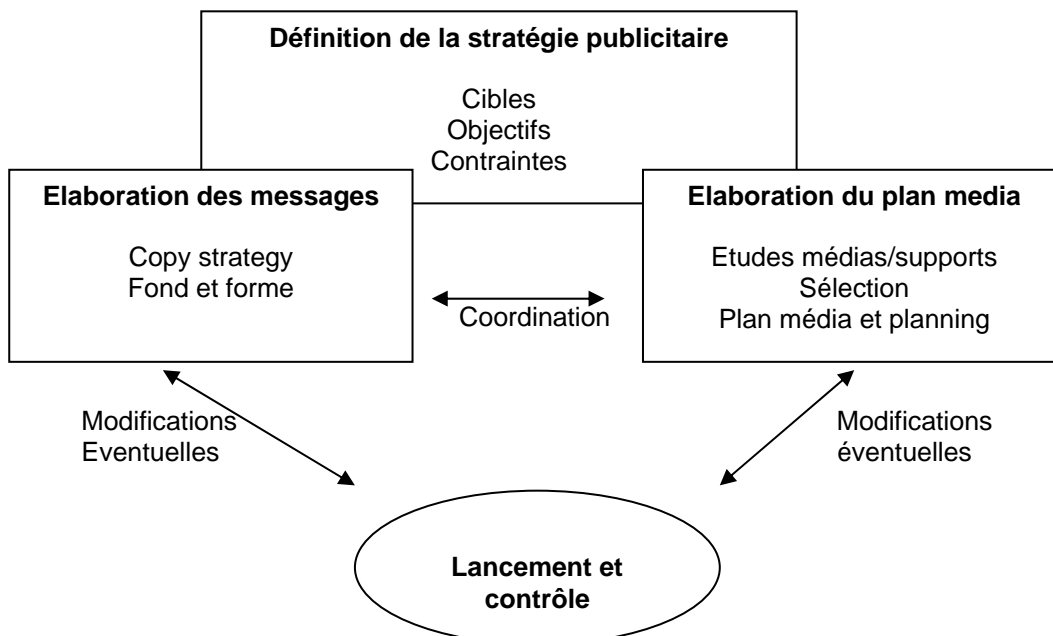 Définition de la stratégie publicitaire
Cibles
Objectifs
Contraintes
Elaboration des messages
Copy strategy
Fond et forme
Elaboration du plan media
Etudes médias/supports
Sélection
Plan média et planning
Coordination
Modifications
Eventuelles
Modifications
éventuelles
Lancement et
contrôle